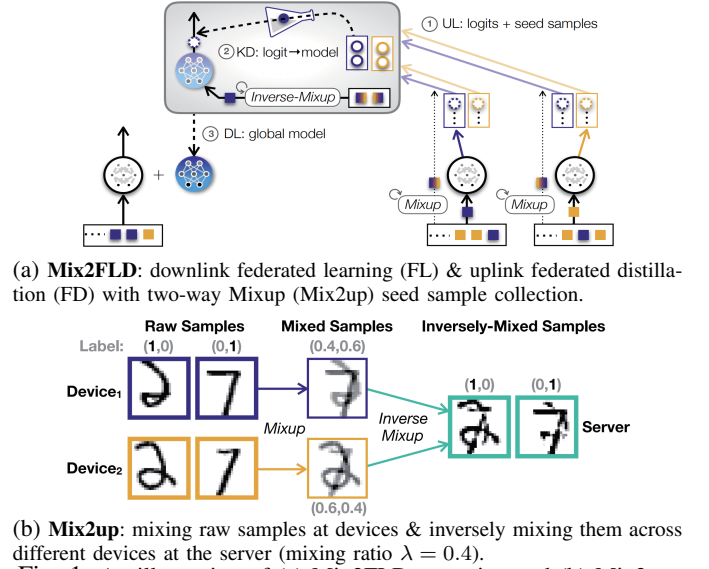 ① UL: logits + seed samples
② KD: logit→model
Inverse-Mixup
③ DL: global model
+
Mixup
Mixup
(a) Mix2FLD: downlink federated learning (FL) & uplink federated distilla-
tion (FD) with two-way Mixup (Mix2up) seed sample collection.
Raw Samples Mixed Samples Inversely-Mixed Samples
Label: (1,0) (0,1) (0.4,0.6)
(1,0) (0,1)
Device1
Mixup
Inverse
Mixup
Server
Device2
(0.6,0.4)
(b) Mix2up: mixing raw samples at devices & inversely mixing them across
different devices at the server (mixing ratio λ = 0.4).